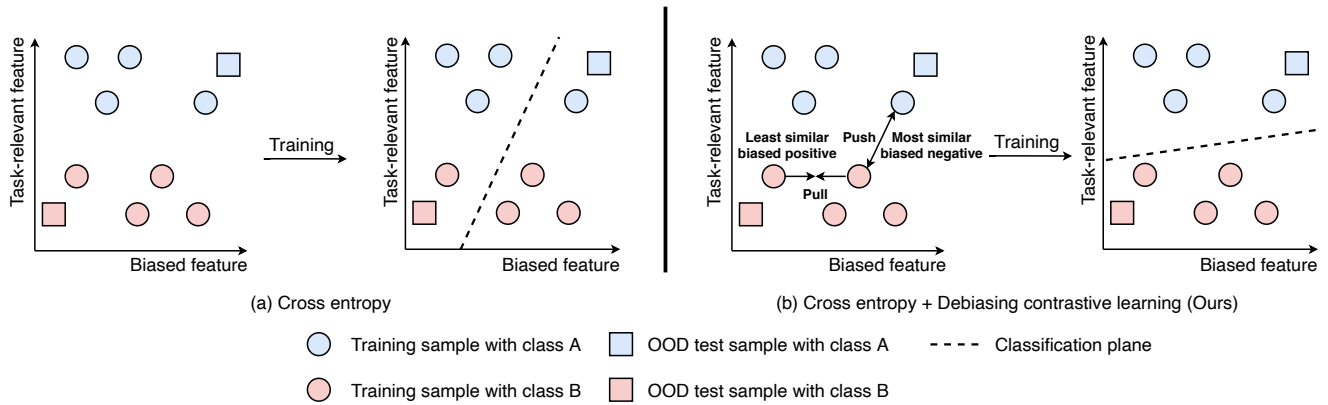 Task-relevant feature
Biased feature
Training
Task-relevant feature
Biased feature
(a) Cross entropy
Task-relevant feature
Biased feature
Least similar
biased positive
Push
Most similar
biased negative
Pull
Training
Task-relevant feature
Biased feature
(b) Cross entropy + Debiasing contrastive learning (Ours)
Training sample with class A
OOD test sample with class A
Classification plane
Training sample with class B
OOD test sample with class B